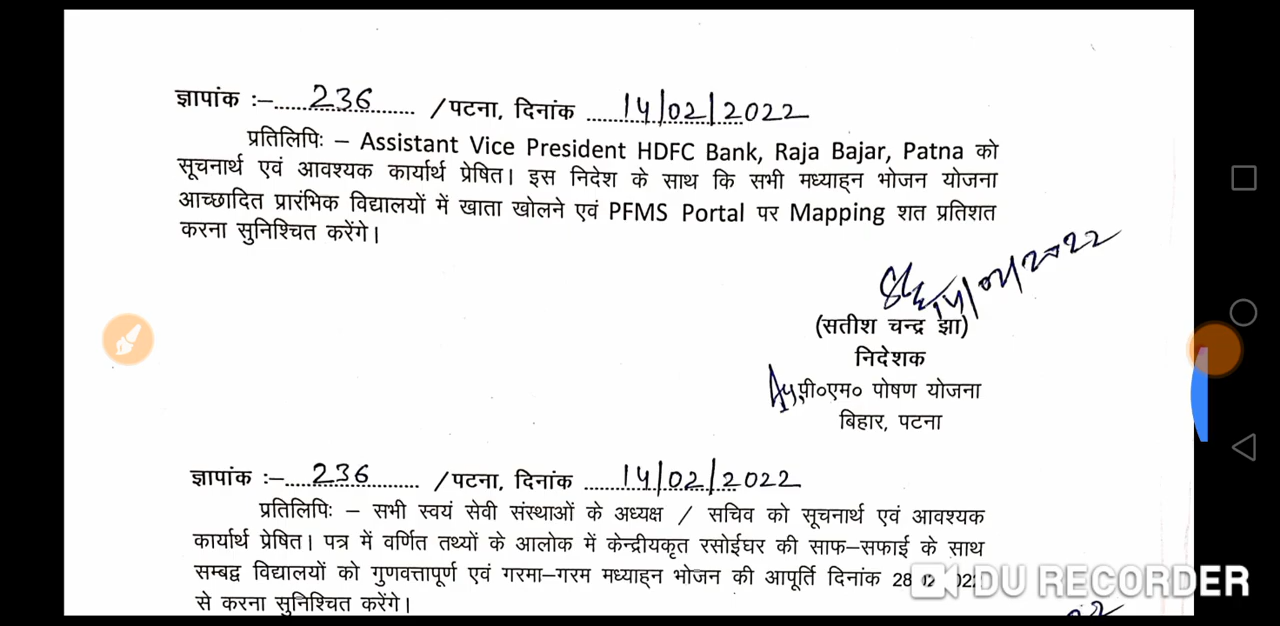 ज्ञापांक :-......236....... /पटना, दिनांक ......14/02/2022
प्रतिलिपिः – Assistant Vice President HDFC Bank, Raja Bajar, Patna को
सूचनार्थ एवं आवश्यक कार्यार्थ प्रेषित। इस निदेश के साथ कि सभी मध्याह्न भोजन योजना
आच्छादित प्रारंभिक विद्यालयों में खाता खोलने एवं PFMS Portal पर Mapping शत प्रतिशत
करना सुनिश्चित करेंगे।
14/02/2022
(सतीश चन्द्र झा)
निदेशक
पी०एम० पोषण योजना
बिहार, पटना
ज्ञापांक :-......236....... /पटना, दिनांक ......14/02/2022
प्रतिलिपिः – सभी स्वयं सेवी संस्थाओं के अध्यक्ष / सचिव को सूचनार्थ एवं आवश्यक
कार्यार्थ प्रेषित। पत्र में वर्णित तथ्यों के आलोक में केन्द्रीयकृत रसोईघर की साफ-सफाई के साथ
सम्बद्व विद्यालयों को गुणवत्तापूर्ण एवं गरमा-गरम मध्याह्न भोजन की आपूर्ति दिनांक
से करना सुनिश्चित करेंगे।
DU RECORDER